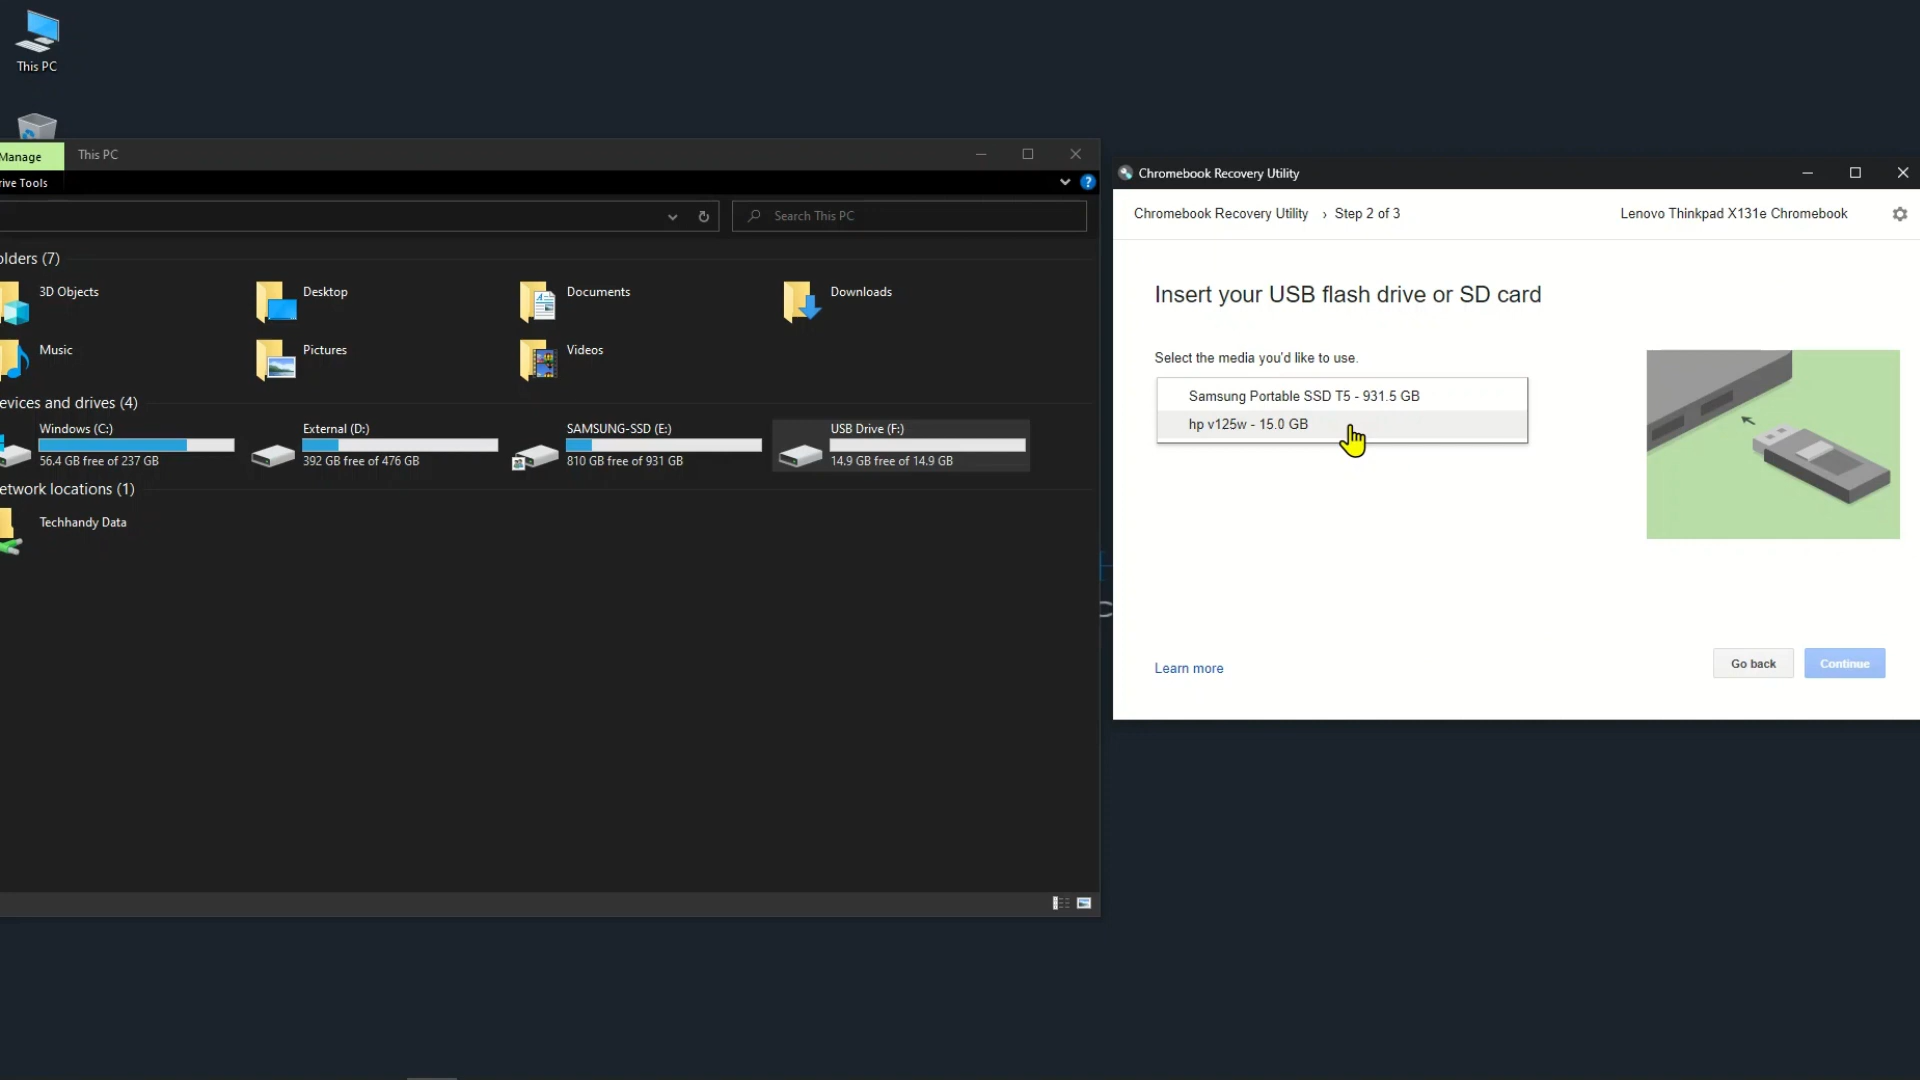 This PC
Manage
This PC
rive Tools
Search This PC
olders (7)
3D Objects
Desktop
Documents
Downloads
Music
Pictures
Videos
evices and drives (4)
Windows (C:)
56.4 GB free of 237 GB
External (D:)
392 GB free of 476 GB
SAMSUNG-SSD (E:)
810 GB free of 931 GB
USB Drive (F:)
14.9 GB free of 14.9 GB
etwork locations (1)
Techhandy Data
Chromebook Recovery Utility
Chromebook Recovery Utility › Step 2 of 3
Lenovo Thinkpad X131e Chromebook
Insert your USB flash drive or SD card
Select the media you'd like to use.
Samsung Portable SSD T5 - 931.5 GB
hp v125w - 15.0 GB
Learn more
Go back
Continue